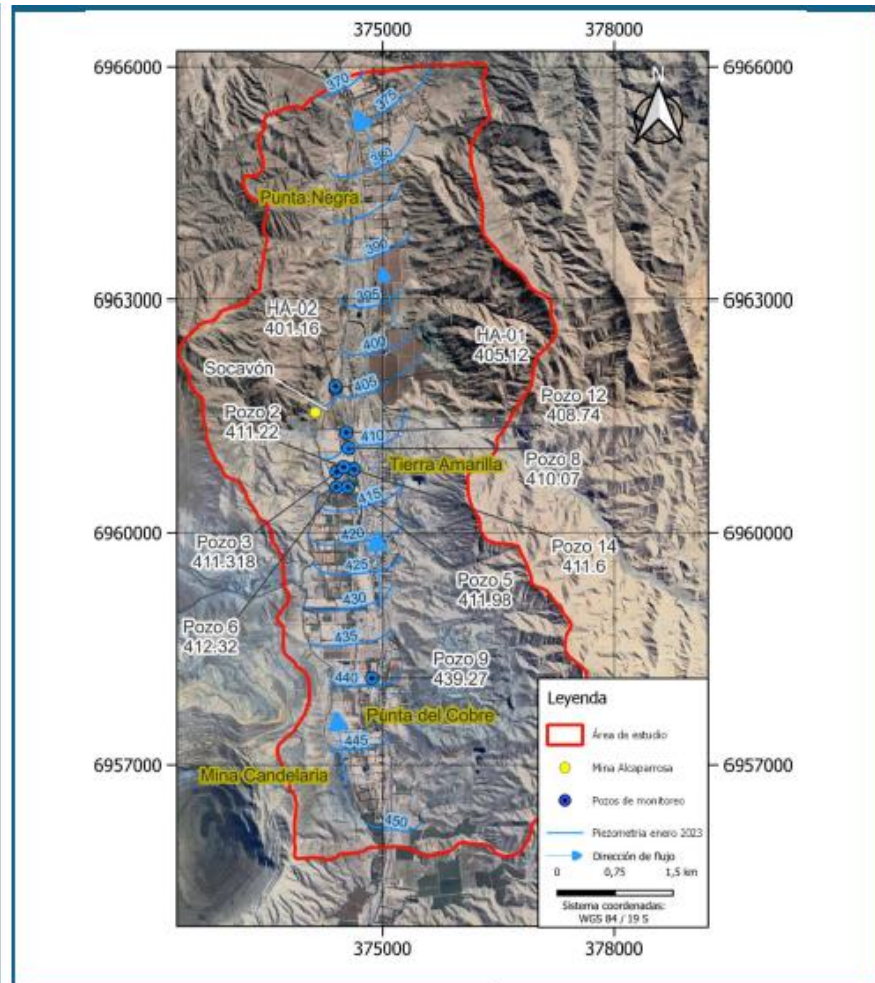 375000
378000
6966000
6966000
N
370
375
380
Punta Negra
390
6963000
6963000
395
HA-02
401.16
400
HA-01
405.12
Socavón
405
Pozo 12
408.74
Pozo 2
411.22
410
Tierra Amarilla
Pozo 8
410.07
415
6960000
6960000
420
Pozo 3
411.318
Pozo 14
411.6
425
Pozo 5
411.98
430
Pozo 6
412.32
435
Pozo 9
439.27
440
Punta del Cobre
445
6957000
6957000
Mina Candelaria
450
Leyenda
Área de estudio
Mina Alcaparrosa
Pozos de monitoreo
Piezometria enero 2023
Dirección de flujo
0 0,75 1,5 km
Sistema coordenadas:
WGS 84 / 19 S
375000
378000